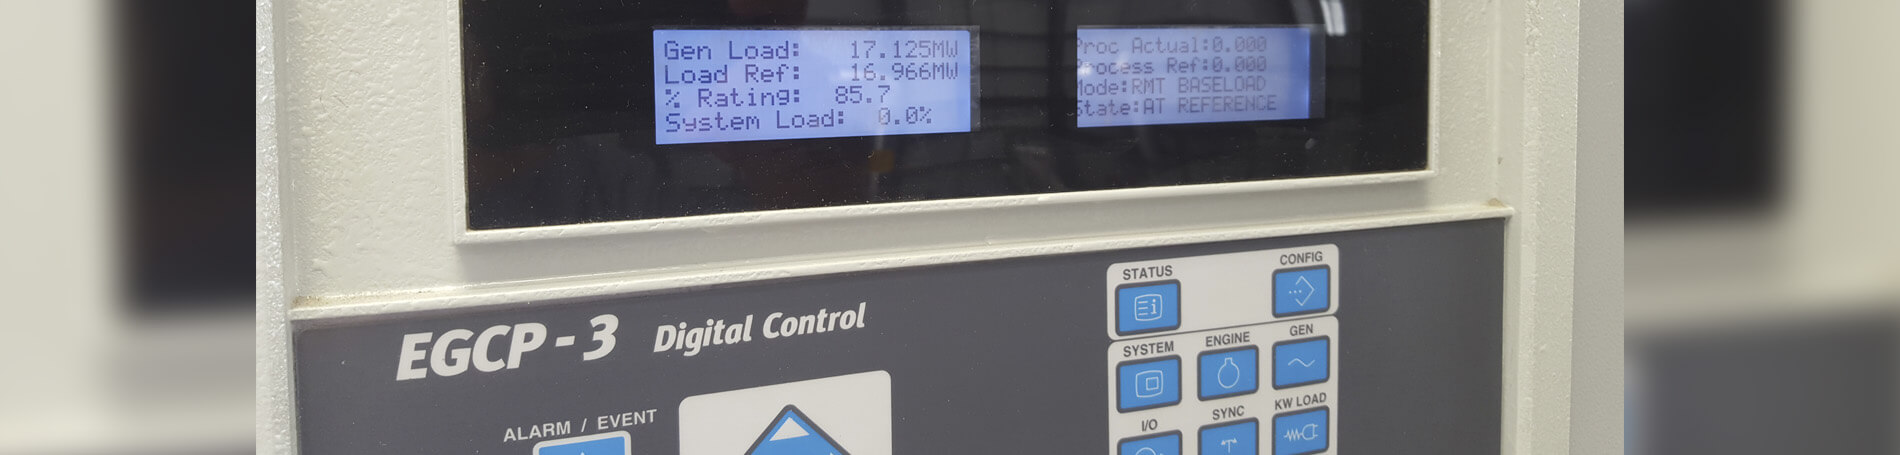 Gen Load: 17.125MW
Load Ref: 16.966MW
% Rating: 85.7
System Load: 0.0%
Proc Actual:0.000
Process Ref:0.000
Mode:RMT BASELOAD
State:AT REFERENCE
EGCP-3 Digital Control
ALARM / EVENT
STATUS
CONFIG
SYSTEM
ENGINE
GEN
I/O
SYNC
KW LOAD